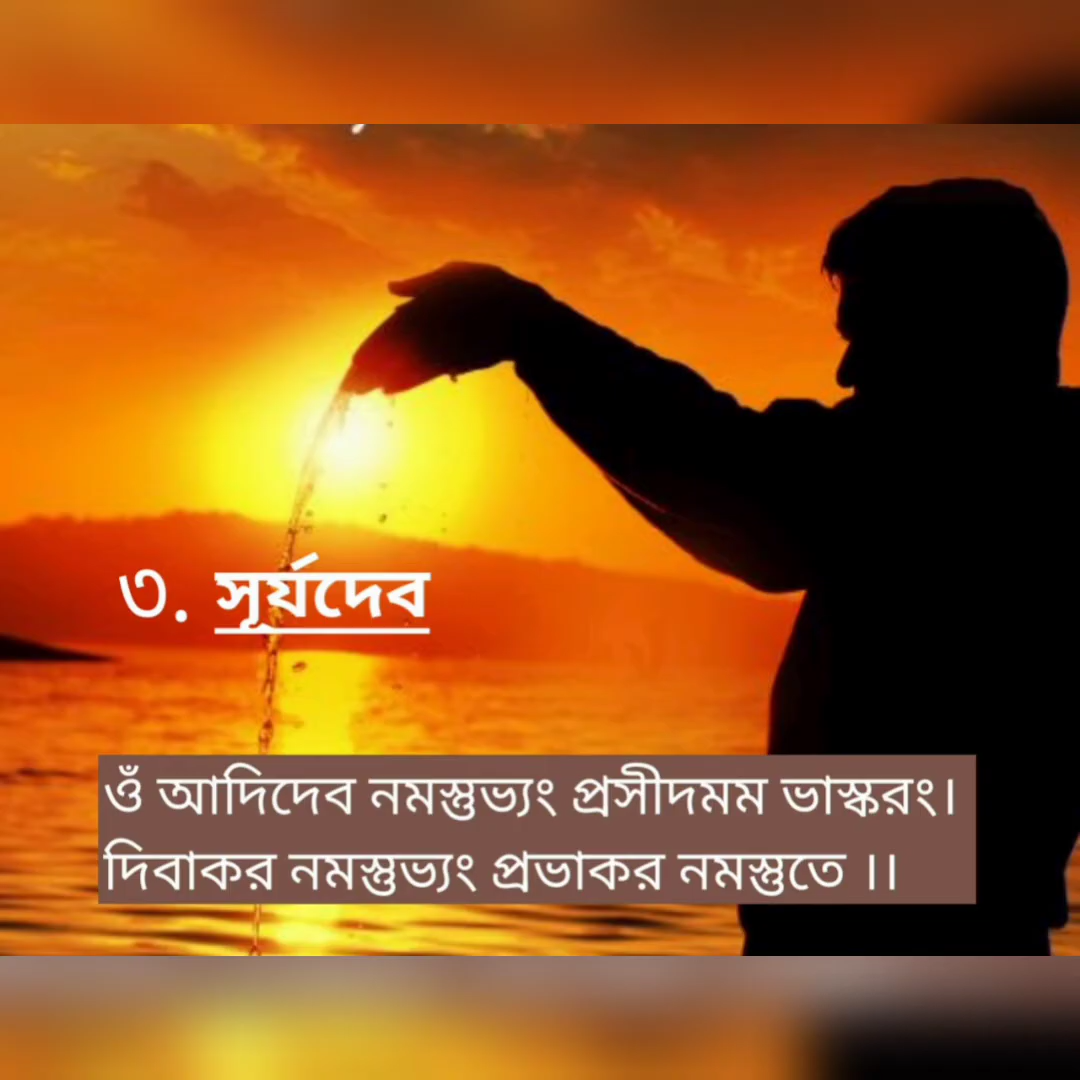 ৩. সূর্যদেব
ওঁ আদিদেব নমস্তুভ্যং প্রসীদমম ভাস্করং।
দিবাকর নমস্তুভ্যং প্রভাকর নমস্তুতে ।।